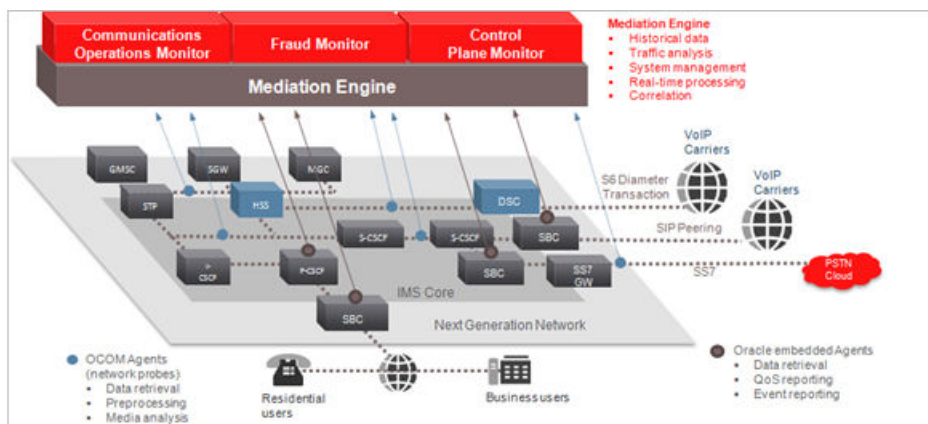 Communications
Operations Monitor
Fraud Monitor
Control
Plane Monitor
Mediation Engine
Mediation Engine
▪ Historical data
▪ Traffic analysis
▪ System management
▪ Real-time processing
▪ Correlation
GMSC
SGW
MGC
STP
HSS
DSC
S-CSCF
S-CSCF
SBC
CSCF
P-CSCF
SBC
SS7
GW
SBC
IMS Core
Next Generation Network
S6 Diameter
Transaction
SIP Peering
SS7
VoIP
Carriers
VoIP
Carriers
PSTN
Cloud
OCOM Agents
(network probes)
▪ Data retrieval
▪ Preprocessing
▪ Media analysis
Residential
users
Business users
Oracle embedded Agents
▪ Data retrieval
▪ QoS reporting
▪ Event reporting